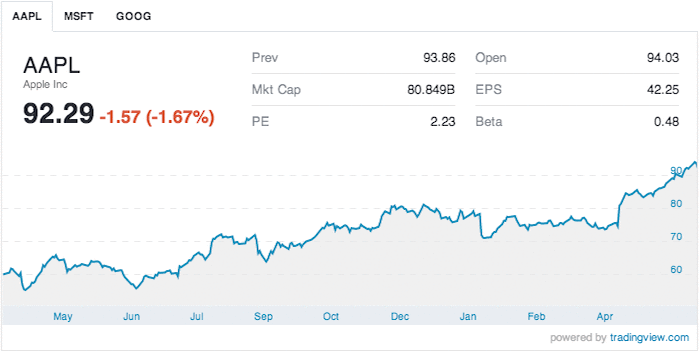 AAPL MSFT GOOG
AAPL
Apple Inc
92.29 -1.57 (-1.67%)
Prev 93.86 Open 94.03
Mkt Cap 80.849B EPS 42.25
PE 2.23 Beta 0.48
90
80
70
60
May Jun Jul Sep Oct Dec Jan Feb Apr
powered by tradingview.com